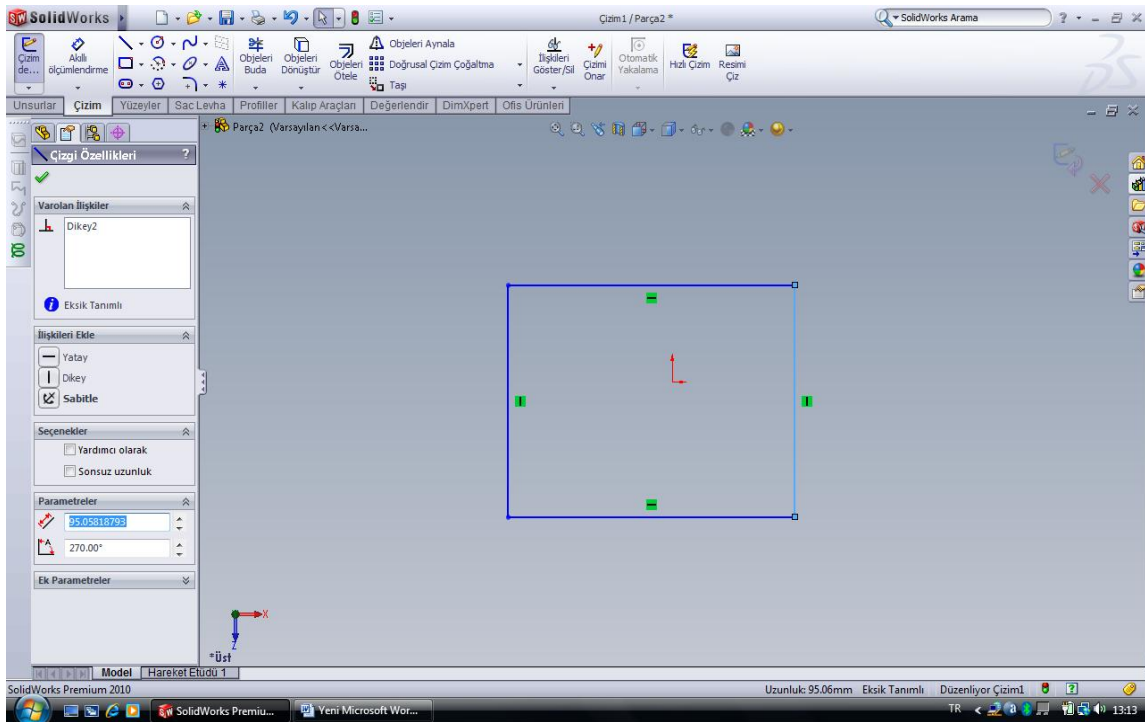 SolidWorks
Çizim1 / Parça2 *
SolidWorks Arama
Çizim de...
Akıllı ölçümlendirme
Objeleri Buda
Objeleri Dönüştür
Objeleri Ötele
Objeleri Aynala
Doğrusal Çizim Çoğaltma
Taşı
İlişkileri Göster/Sil
Çizimi Onar
Otomatik Yakalama
Hızlı Çizim
Resimi Çiz
Unsurlar Çizim Yüzeyler Sac Levha Profiller Kalıp Araçları Değerlendir DimXpert Ofis Ürünleri
Parça2 (Varsayılan<<Varsa...
Çizgi Özellikleri ?
Varolan İlişkiler
Dikey2
Eksik Tanımlı
İlişkileri Ekle
Yatay
Dikey
Sabitle
Seçenekler
Yardımcı olarak
Sonsuz uzunluk
Parametreler
95.05818793
270.00°
Ek Parametreler
X
Z
*Üst
Model Hareket Etüdü 1
SolidWorks Premium 2010
Uzunluk: 95.06mm Eksik Tanımlı Düzenliyor Çizim1
SolidWorks Premiu...
Yeni Microsoft Wor...
TR
13:13